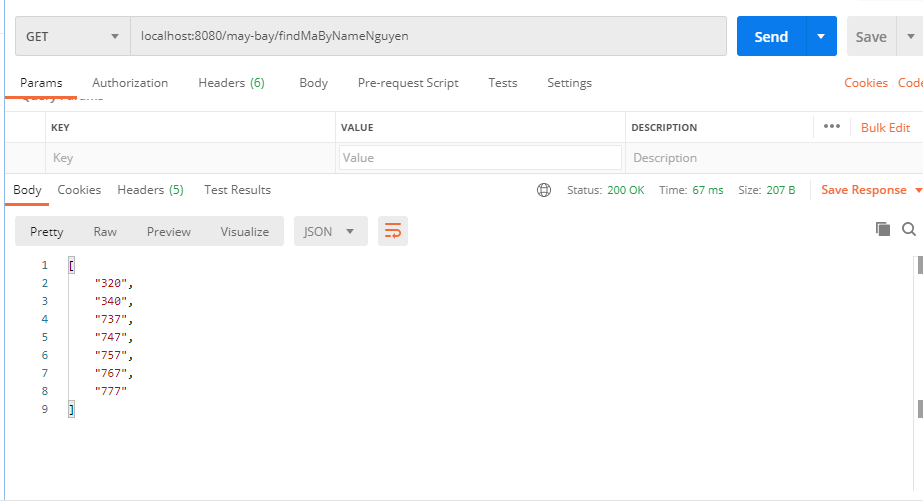 GET localhost:8080/may-bay/findMaByNameNguyen Send Save
Params Authorization Headers (6) Body Pre-request Script Tests Settings Cookies Code
Query Params
KEY VALUE DESCRIPTION ••• Bulk Edit
Key Value Description
Body Cookies Headers (5) Test Results Status: 200 OK Time: 67 ms Size: 207 B Save Response
Pretty Raw Preview Visualize JSON
1 [
2 "320",
3 "340",
4 "737",
5 "747",
6 "757",
7 "767",
8 "777"
9 ]